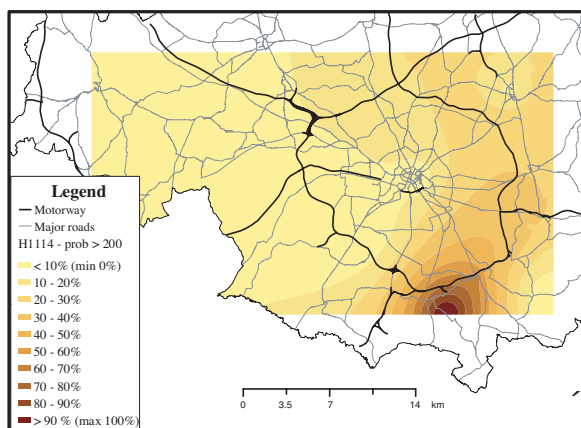 Legend
Motorway
Major roads
H1114 - prob > 200
< 10% (min 0%)
10 - 20%
20 - 30%
30 - 40%
40 - 50%
50 - 60%
60 - 70%
70 - 80%
80 - 90%
> 90 % (max 100%)
0 3.5 7 14 km